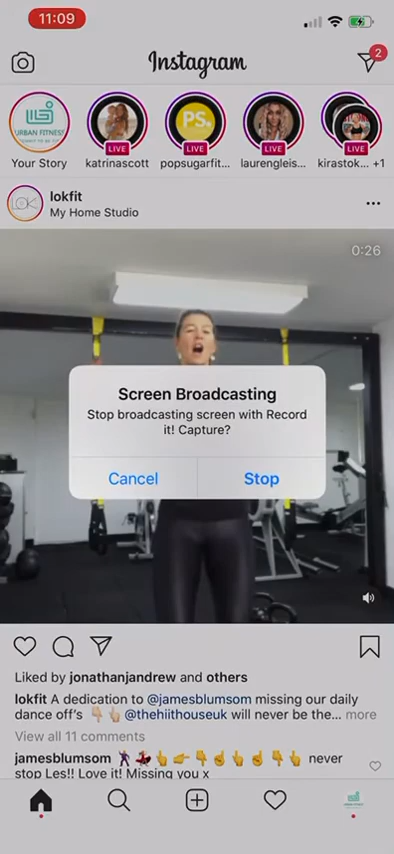 11:09
Instagram
2
URBAN FITNESS
PS.
LIVE
LIVE
LIVE
LIVE
Your Story
katrinascott
popsugarfit...
laurengleis...
kirastok... +1
LOK
lokfit
My Home Studio
0:26
Screen Broadcasting
Stop broadcasting screen with Record
it! Capture?
Cancel
Stop
Liked by jonathanjandrew and others
lokfit A dedication to @jamesblumsom missing our daily
dance off's 👇🏻👆🏻 @thehiithouseuk will never be the... more
View all 11 comments
jamesblumsom 🕺💃👆👉👇☝️👆☝️👇👆 never
stop Les!! Love it! Missing you x